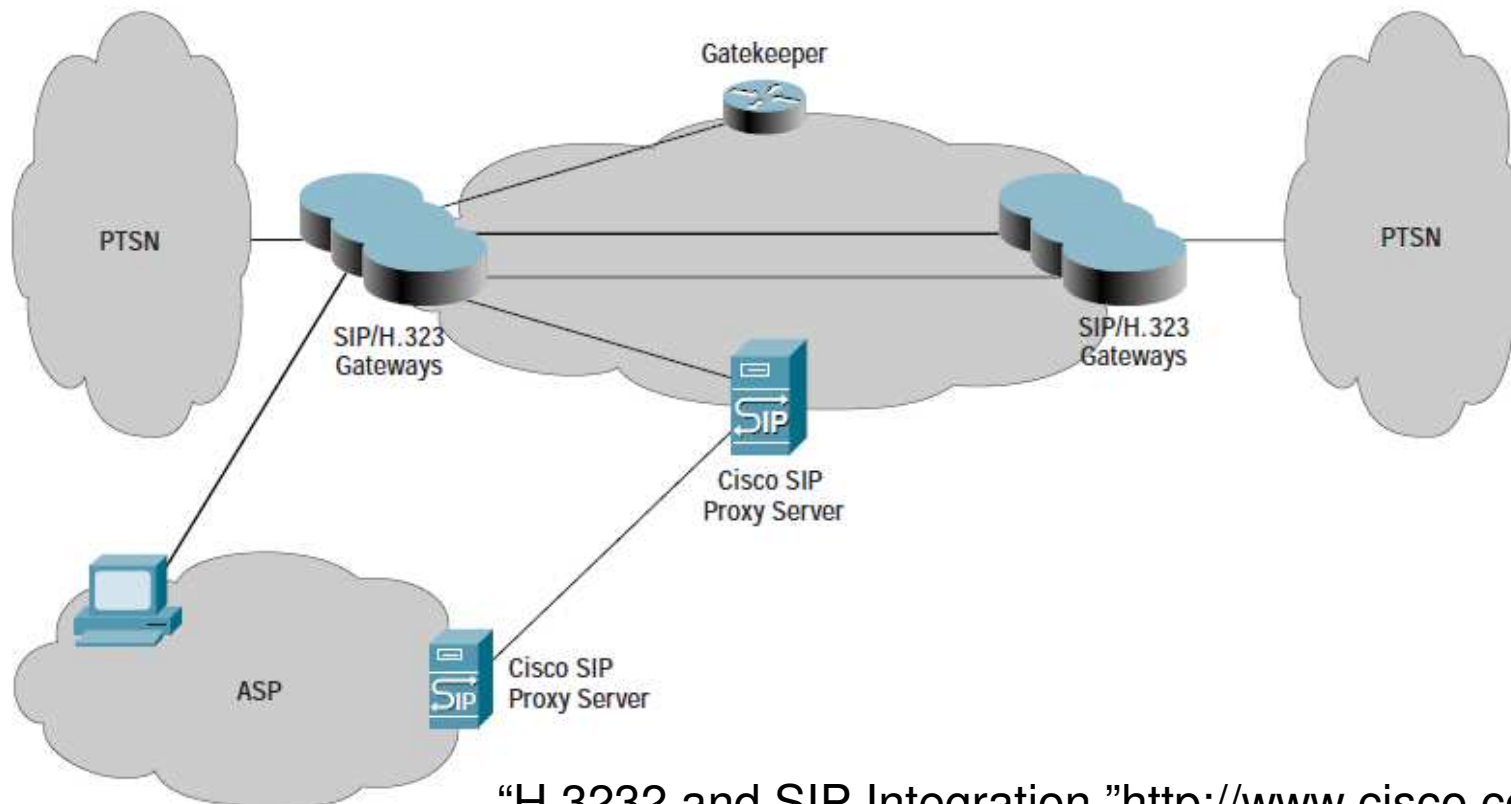 Gatekeeper
PTSN
PTSN
SIP/H.323
Gateways
SIP/H.323
Gateways
SIP
Cisco SIP
Proxy Server
ASP
SIP
Cisco SIP
Proxy Server
“H.3232 and SIP Integration,”http://www.cisco.c